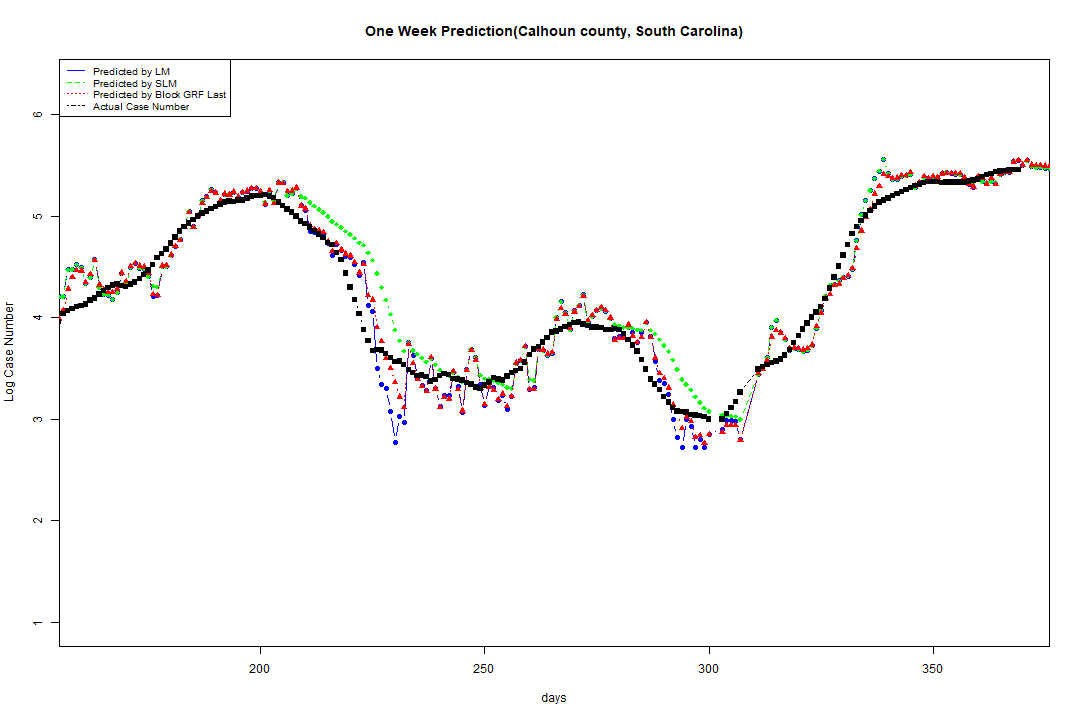 One Week Prediction(Calhoun county, South Carolina)
Predicted by LM
Predicted by SLM
Predicted by Block GRF Last
Actual Case Number
6
5
4
3
2
1
Log Case Number
200 250 300 350
days